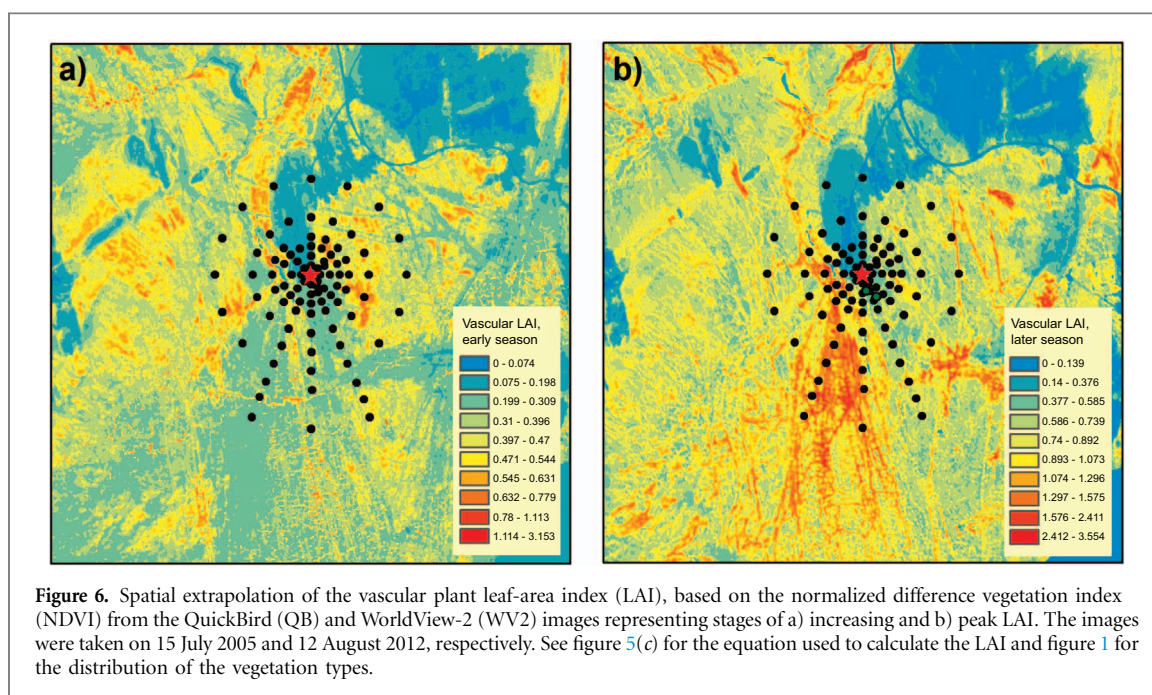 a)
Vascular LAI,
early season
0 - 0.074
0.075 - 0.198
0.199 - 0.309
0.31 - 0.396
0.397 - 0.47
0.471 - 0.544
0.545 - 0.631
0.632 - 0.779
0.78 - 1.113
1.114 - 3.153
b)
Vascular LAI,
later season
0 - 0.139
0.14 - 0.376
0.377 - 0.585
0.586 - 0.739
0.74 - 0.892
0.893 - 1.073
1.074 - 1.296
1.297 - 1.575
1.576 - 2.411
2.412 - 3.554
Figure 6. Spatial extrapolation of the vascular plant leaf-area index (LAI), based on the normalized difference vegetation index
(NDVI) from the QuickBird (QB) and WorldView-2 (WV2) images representing stages of a) increasing and b) peak LAI. The images
were taken on 15 July 2005 and 12 August 2012, respectively. See figure 5(c) for the equation used to calculate the LAI and figure 1 for
the distribution of the vegetation types.